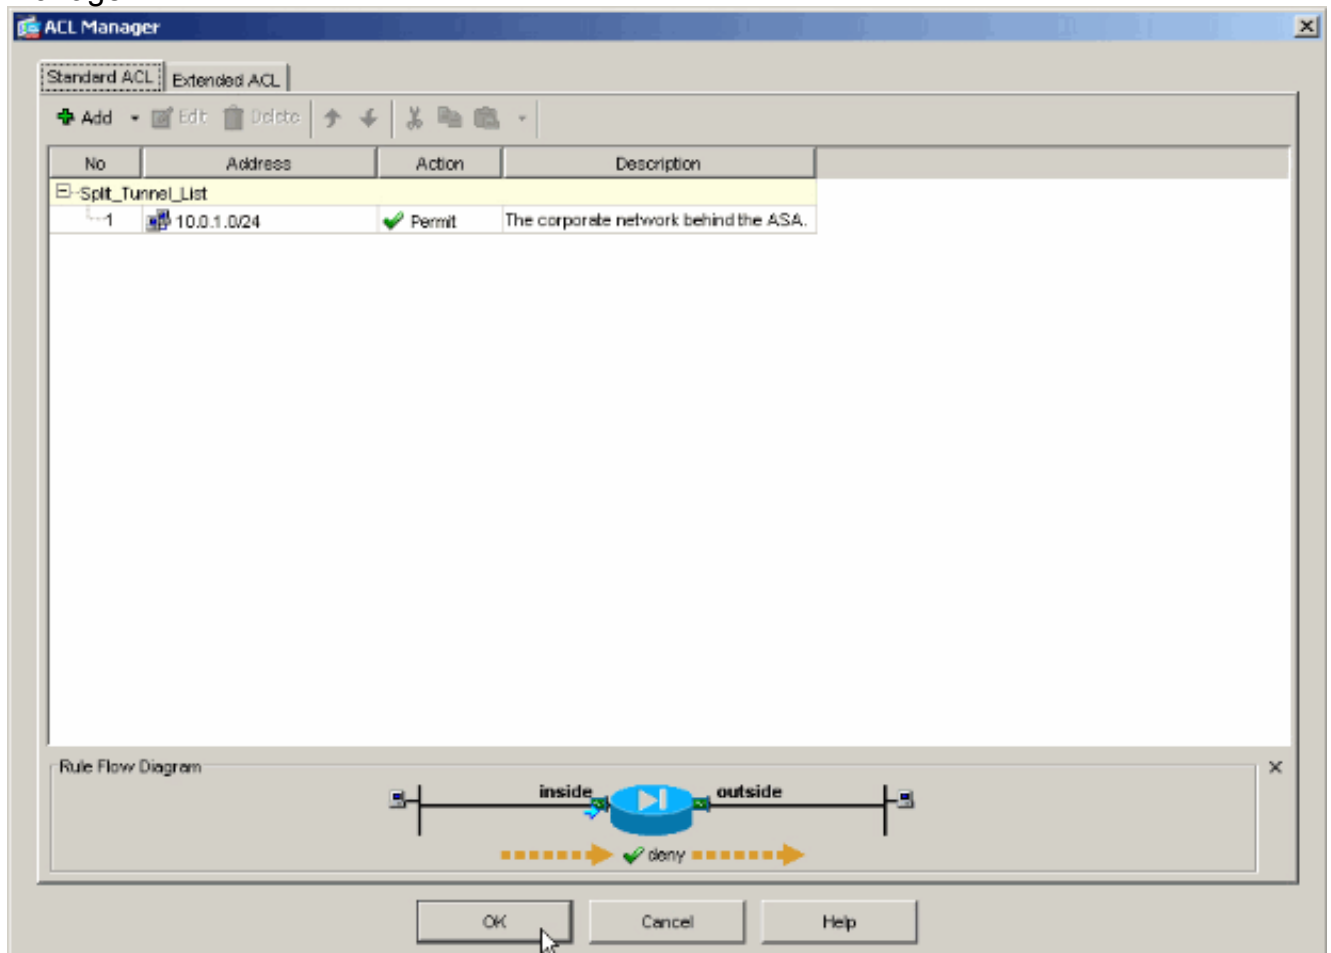 ACL Manager
Standard ACL Extended ACL
Add Edit Delete
No Address Action Description
Split_Tunnel_List
1 10.0.1.0/24 Permit The corporate network behind the ASA.
Rule Flow Diagram
inside outside
deny
OK Cancel Help